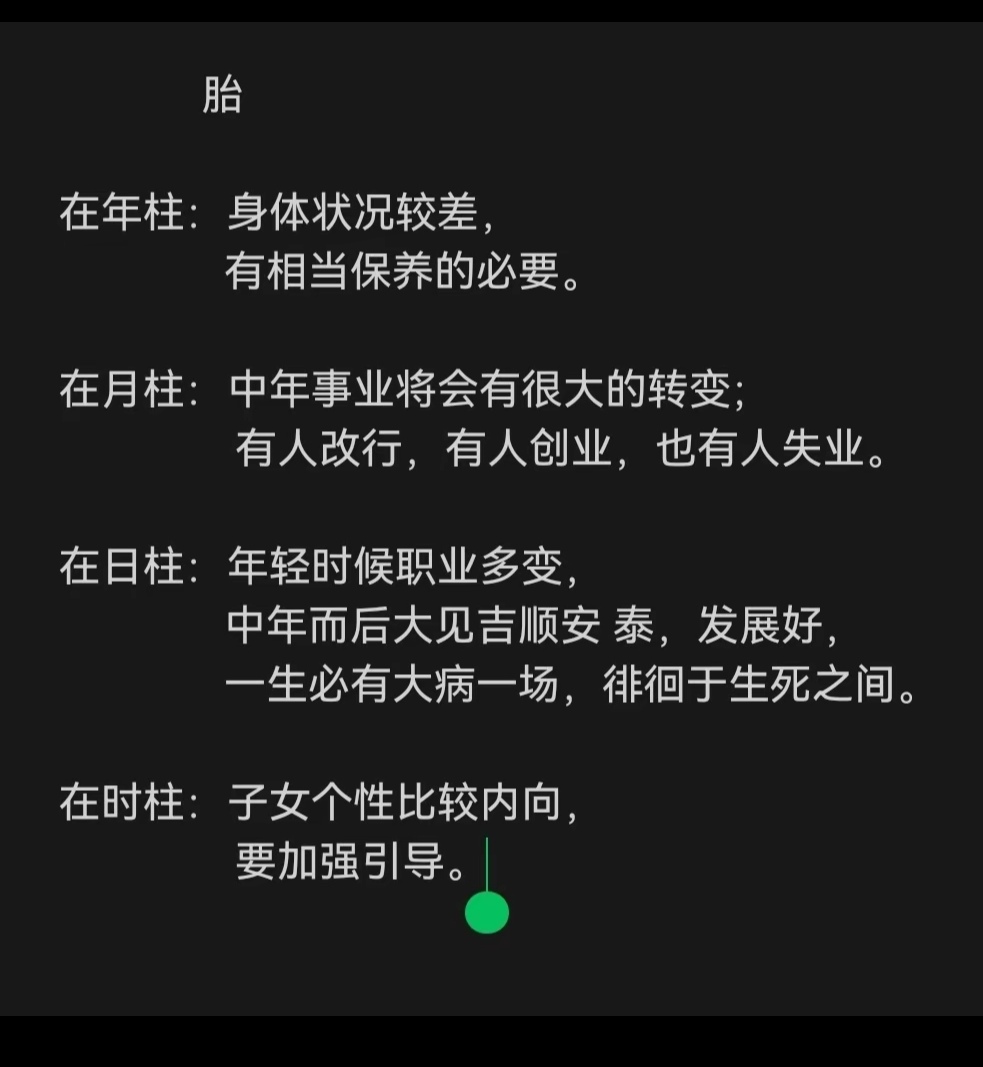 胎
在年柱：身体状况较差，
有相当保养的必要。
在月柱：中年事业将会有很大的转变；
有人改行，有人创业，也有人失业。
在日柱：年轻时候职业多变，
中年而后大见吉顺安 泰，发展好，
一生必有大病一场，徘徊于生死之间。
在时柱：子女个性比较内向，
要加强引导。